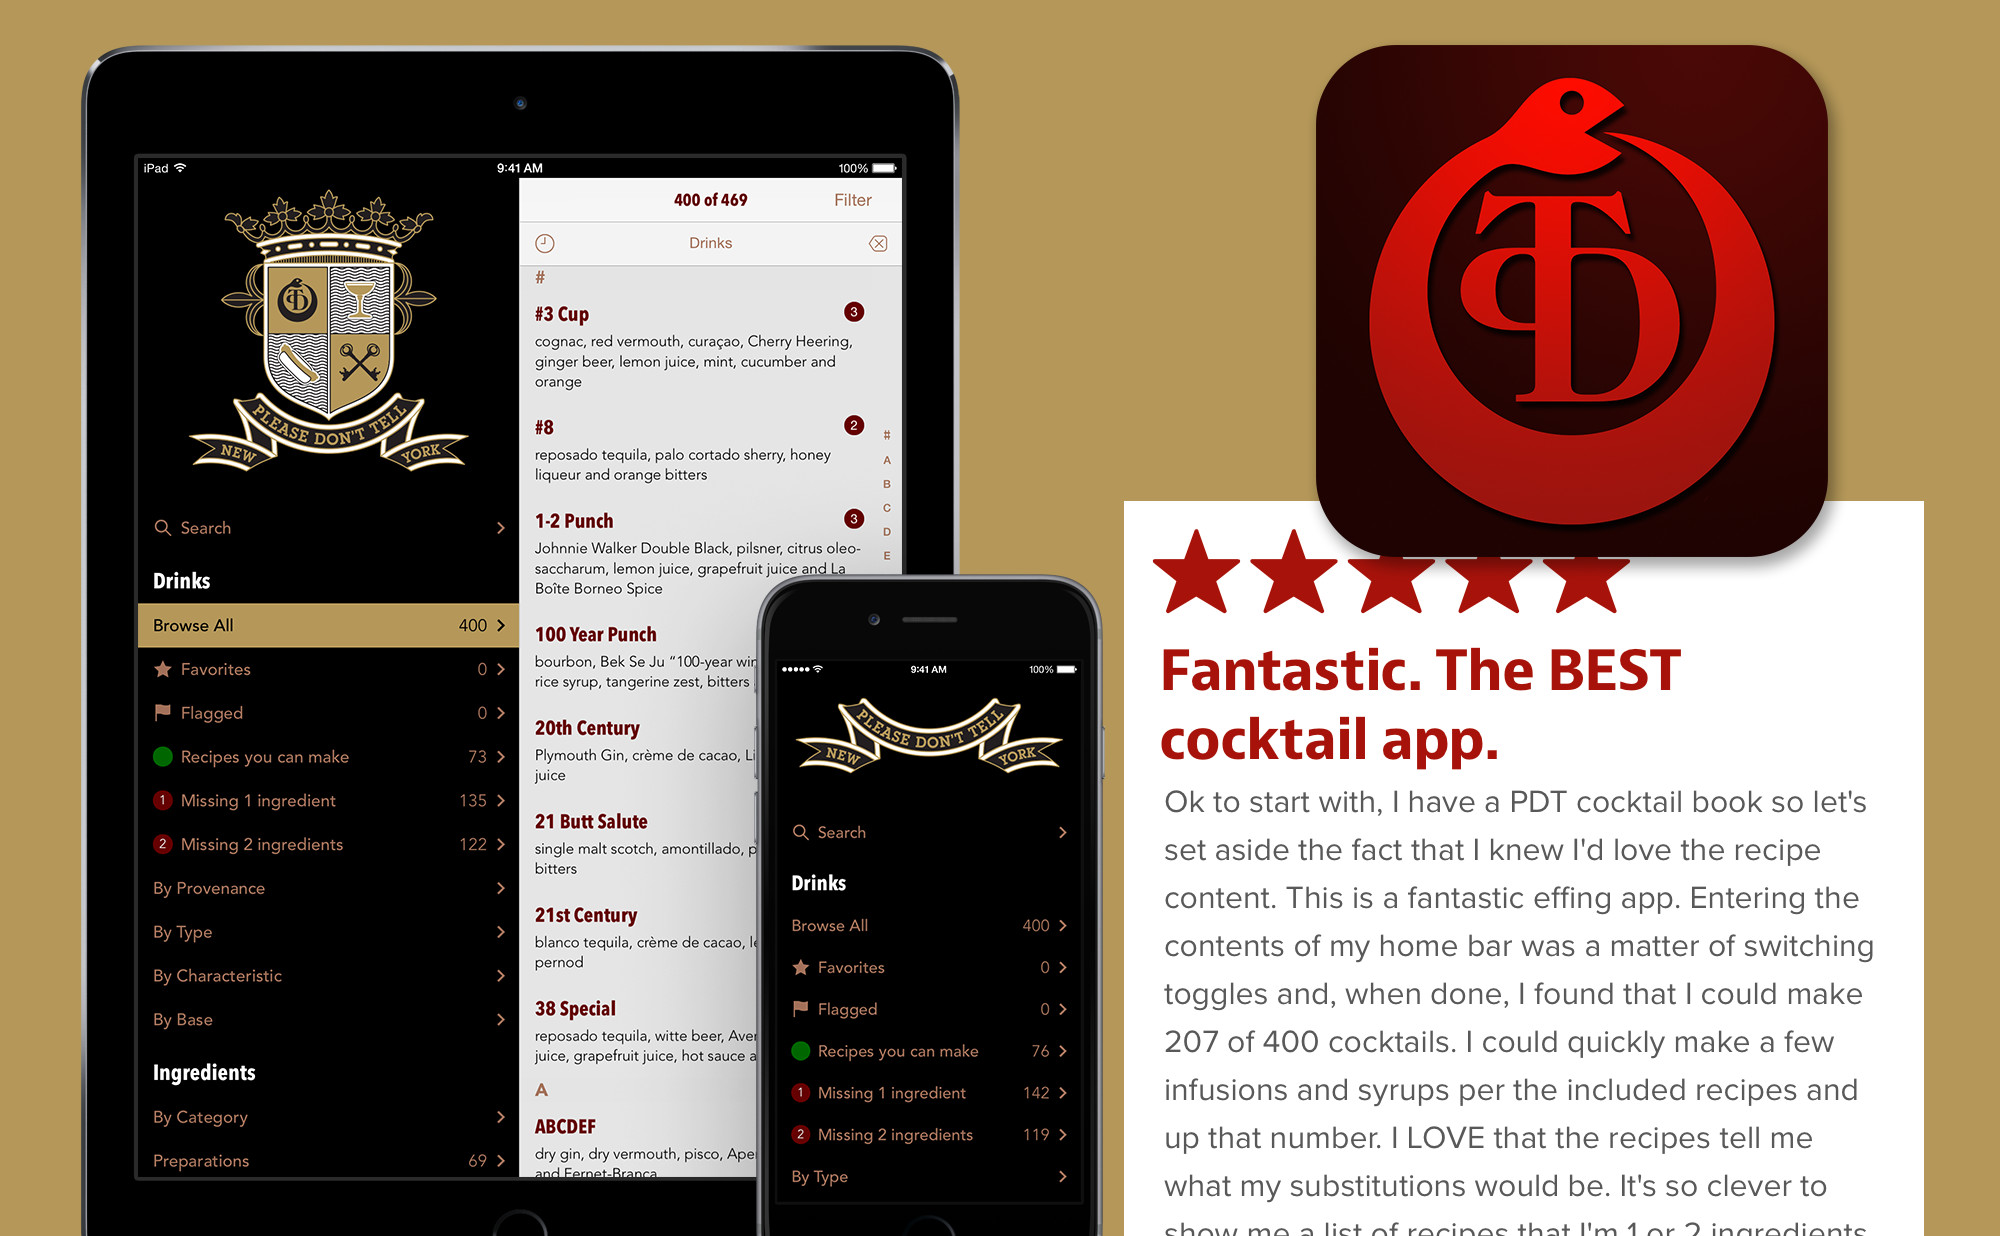 iPad
9:41 AM
100%
PLEASE DON'T TELL
NEW YORK
Search
Drinks
Browse All 400
Favorites 0
Flagged 0
Recipes you can make 73
1 Missing 1 ingredient 135
2 Missing 2 ingredients 122
By Provenance
By Type
By Characteristic
By Base
Ingredients
By Category
Preparations 69
400 of 469
Filter
Drinks
#
#3 Cup 3
cognac, red vermouth, curaçao, Cherry Heering,
ginger beer, lemon juice, mint, cucumber and
orange
#8 2
reposado tequila, palo cortado sherry, honey
liqueur and orange bitters
1-2 Punch 3
Johnnie Walker Double Black, pilsner, citrus oleo-
saccharum, lemon juice, grapefruit juice and La
Boîte Borneo Spice
100 Year Punch
bourbon, Bek Se Ju “100-year
rice syrup, tangerine zest, bitters
20th Century
Plymouth Gin, crème de cacao,
juice
21 Butt Salute
single malt scotch, amontillado,
bitters
21st Century
blanco tequila, crème de cacao,
pernod
38 Special
reposado tequila, witte beer,
juice, grapefruit juice, hot sauce
A
ABCDEF
dry gin, dry vermouth, pisco,
and Fernet-Branca
#
A
B
C
D
E
9:41 AM
100%
PLEASE DON'T TELL
NEW YORK
Search
Drinks
Browse All 400
Favorites 0
Flagged 0
Recipes you can make 76
1 Missing 1 ingredient 142
2 Missing 2 ingredients 119
By Type
PDT
Fantastic. The BEST
cocktail app.
Ok to start with, I have a PDT cocktail book so let's
set aside the fact that I knew I'd love the recipe
content. This is a fantastic effing app. Entering the
contents of my home bar was a matter of switching
toggles and, when done, I found that I could make
207 of 400 cocktails. I could quickly make a few
infusions and syrups per the included recipes and
up that number. I LOVE that the recipes tell me
what my substitutions would be. It's so clever to
show me a list of recipes that I'm 1 or 2 ingredients